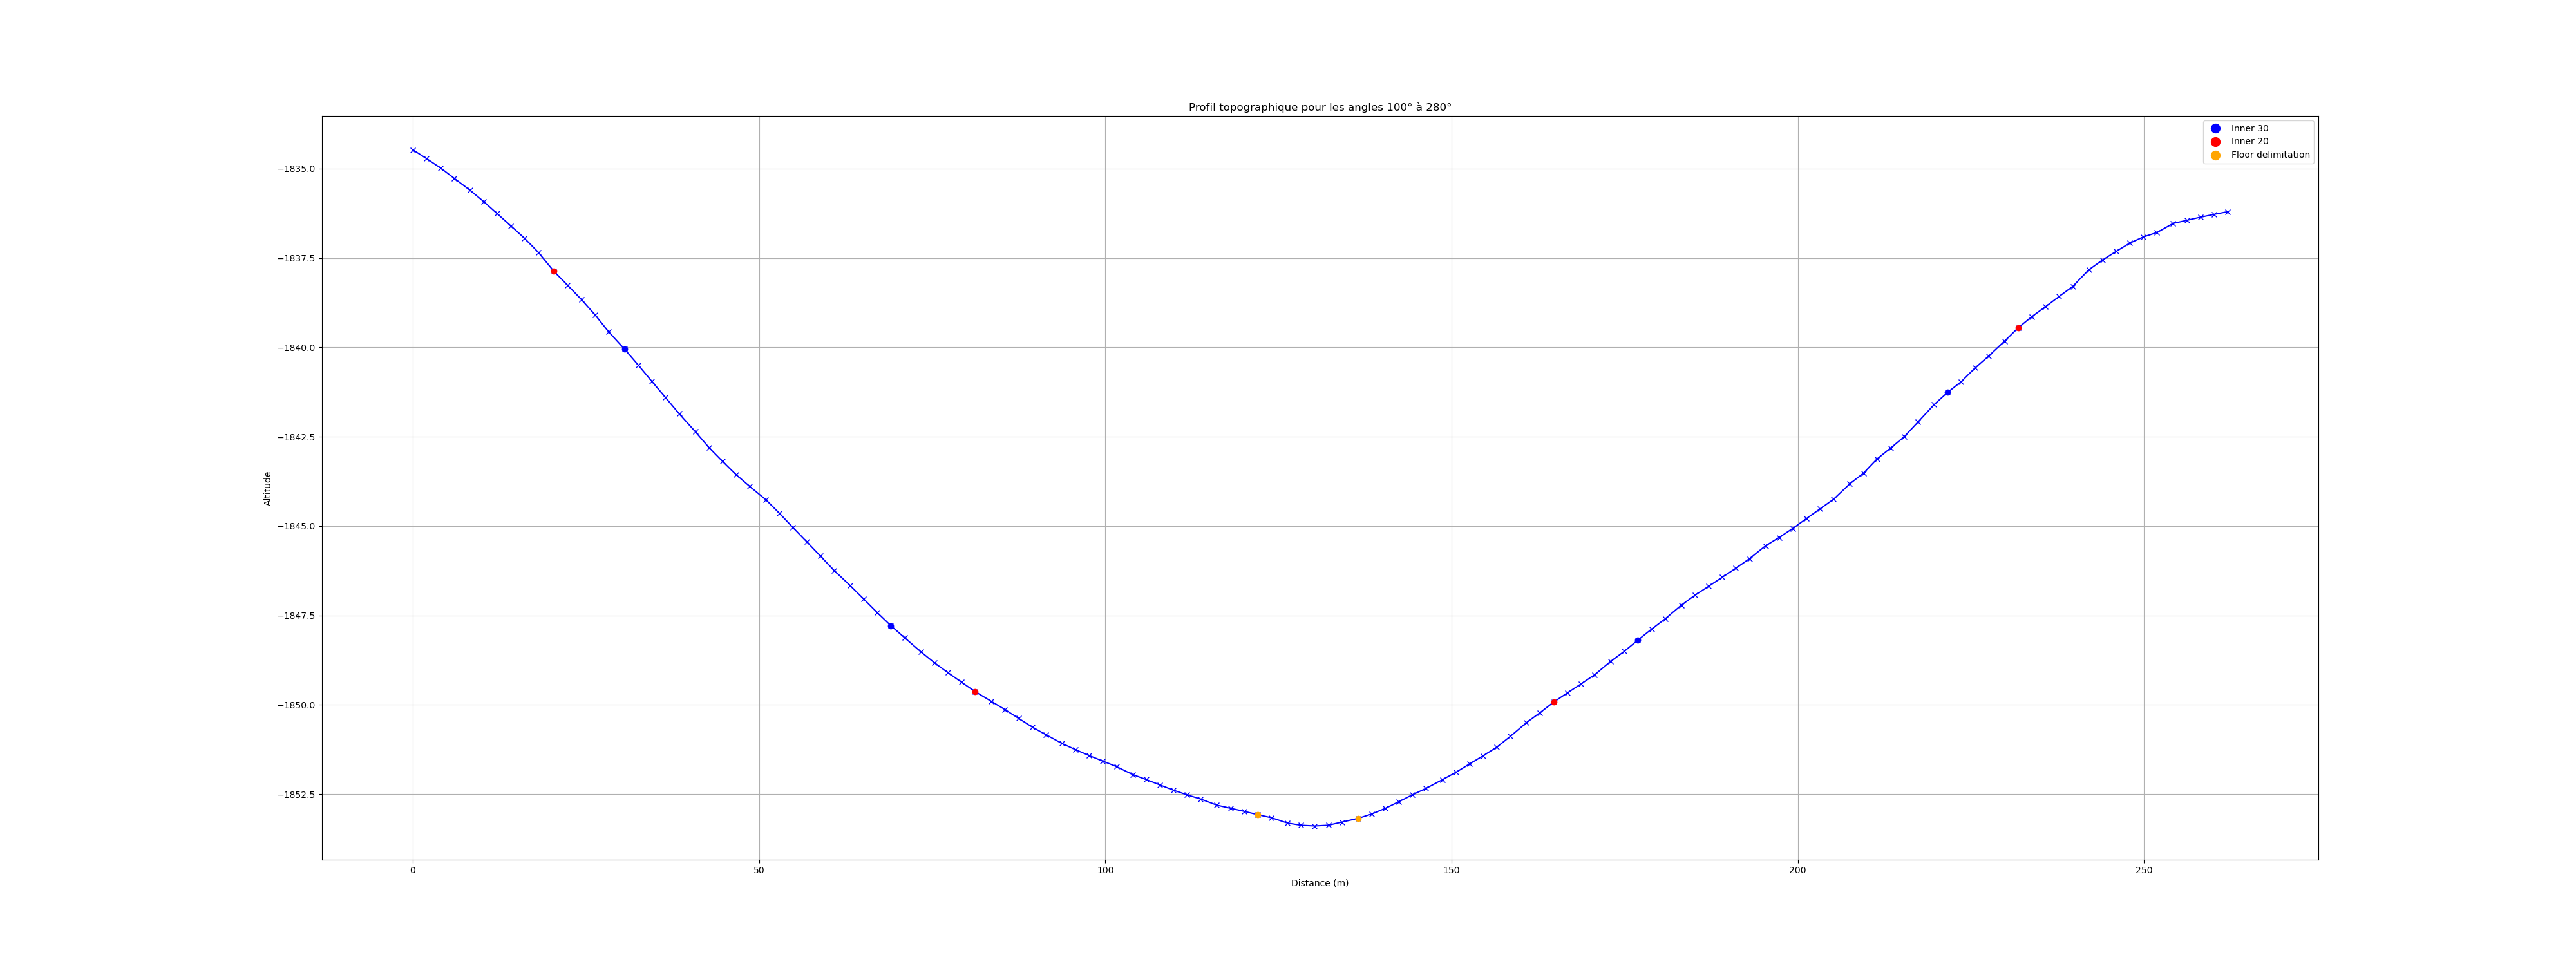 Profil topographique pour les angles 100° à 280°
Inner 30
Inner 20
Floor delimitation
−1835.0
−1837.5
−1840.0
−1842.5
−1845.0
−1847.5
−1850.0
−1852.5
Altitude
0 50 100 150 200 250
Distance (m)